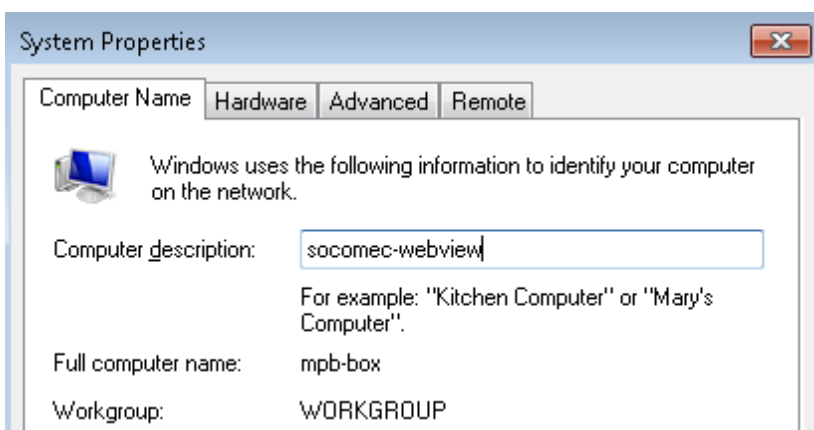 System Properties
Computer Name Hardware Advanced Remote
Windows uses the following information to identify your computer
on the network.
Computer description: socomec-webview
For example: "Kitchen Computer" or "Mary's
Computer".
Full computer name: mpb-box
Workgroup: WORKGROUP